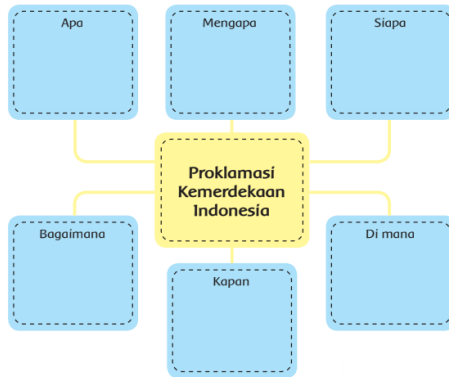 Apa
Mengapa
Siapa
Proklamasi
Kemerdekaan
Indonesia
Bagaimana
Kapan
Di mana